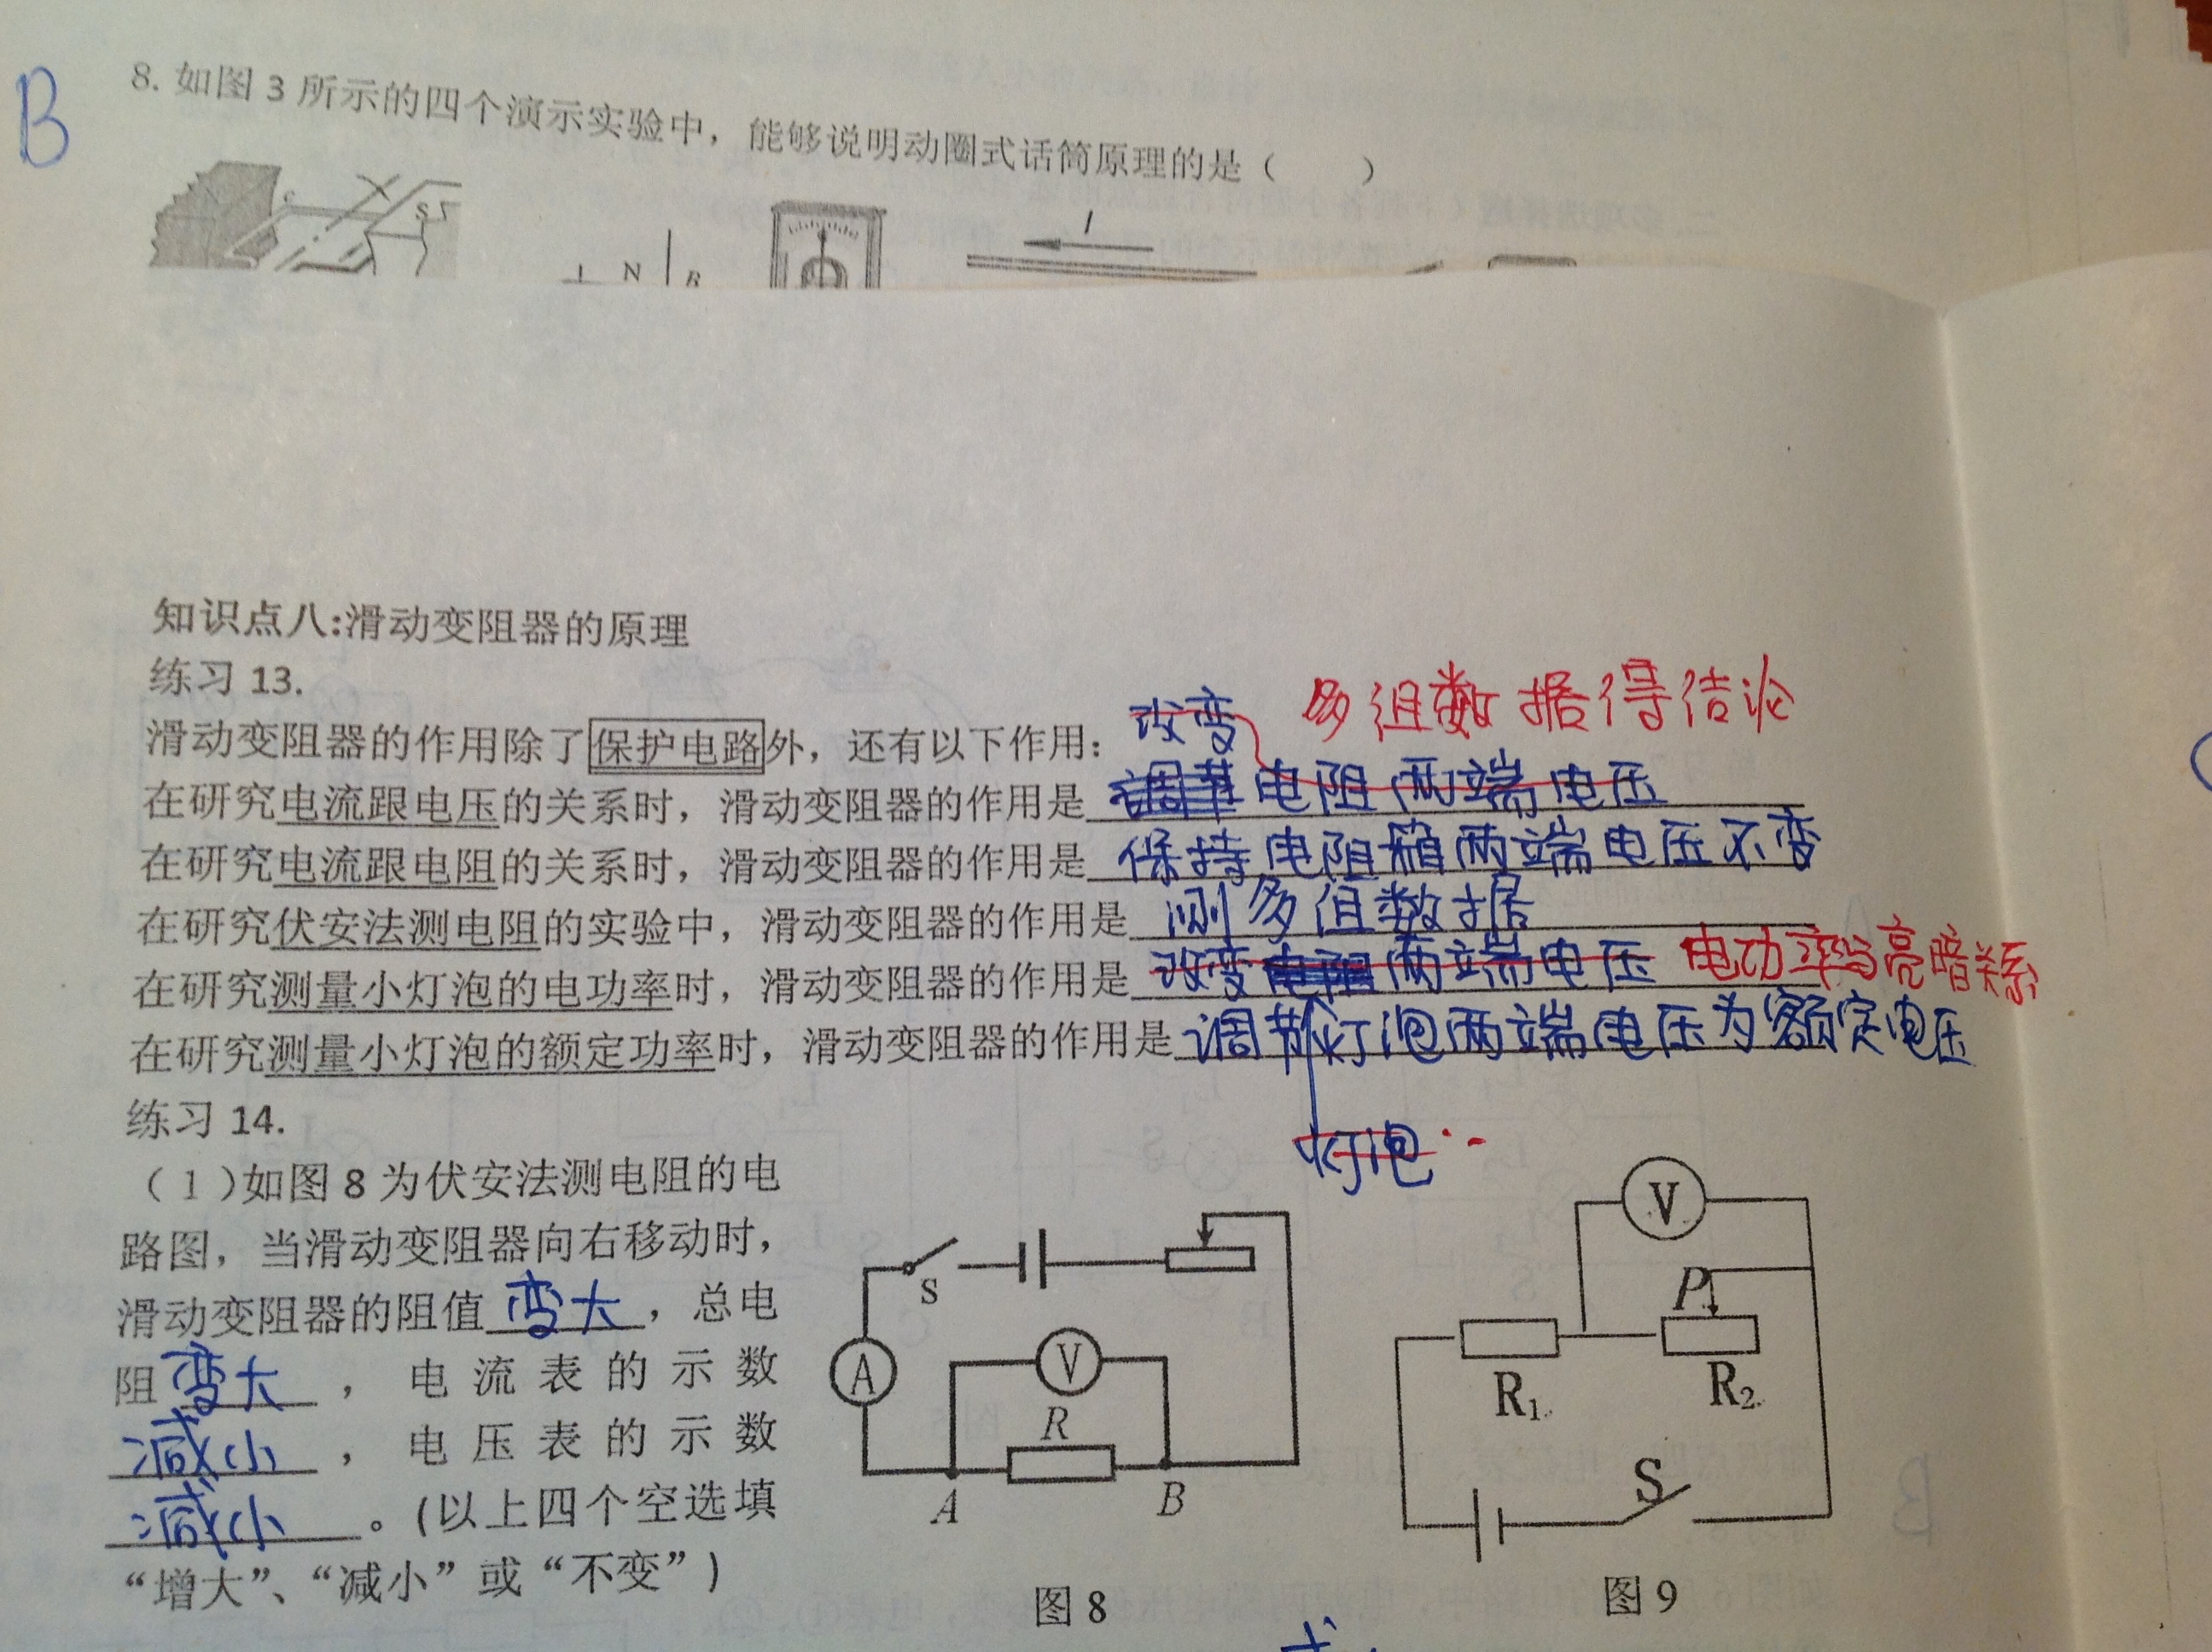 B
8. 如图 3 所示的四个演示实验中，能够说明动圈式话筒原理的是（　　）
S
I
N
B
知识点八:滑动变阻器的原理
练习 13.
改变 多组数据得结论
滑动变阻器的作用除了保护电路外，还有以下作用：
在研究电流跟电压的关系时，滑动变阻器的作用是调节电阻两端电压
在研究电流跟电阻的关系时，滑动变阻器的作用是保持电阻箱两端电压不变
在研究伏安法测电阻的实验中，滑动变阻器的作用是测多组数据
在研究测量小灯泡的电功率时，滑动变阻器的作用是改变电阻两端电压 电功率与亮暗关系
在研究测量小灯泡的额定功率时，滑动变阻器的作用是调节灯泡两端电压为额定电压
灯泡
练习 14.
（1）如图 8 为伏安法测电阻的电
路图，当滑动变阻器向右移动时，
滑动变阻器的阻值变大，总电
阻变大，电流表的示数
减小，电压表的示数
减小。(以上四个空选填
“增大”、“减小”或“不变”)
S
A
V
R
A
B
图 8
V
P
R₁
R₂
S
图 9